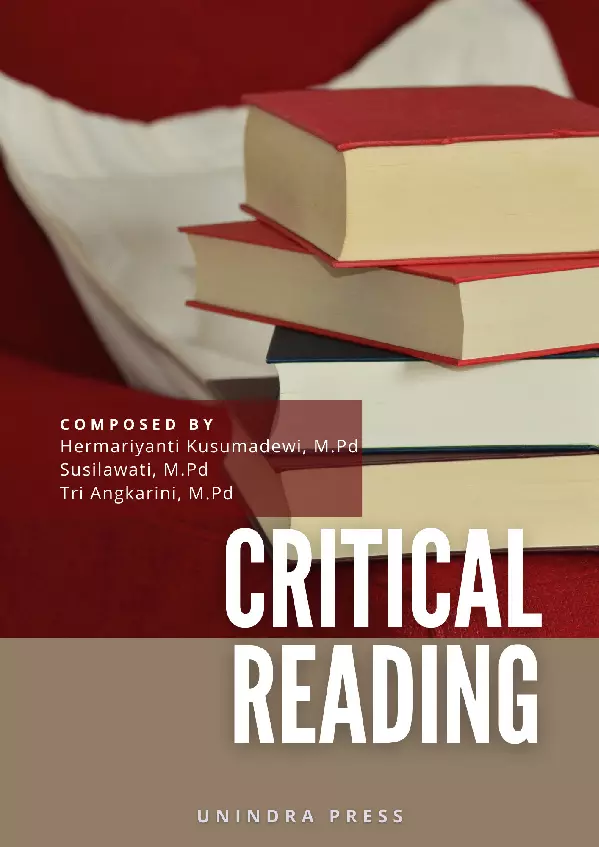 COMPOSED BY
Hermariyanti Kusumadewi, M.Pd
Susilawati, M.Pd
Tri Angkarini, M.Pd
CRITICAL
READING
UNINDRA PRESS